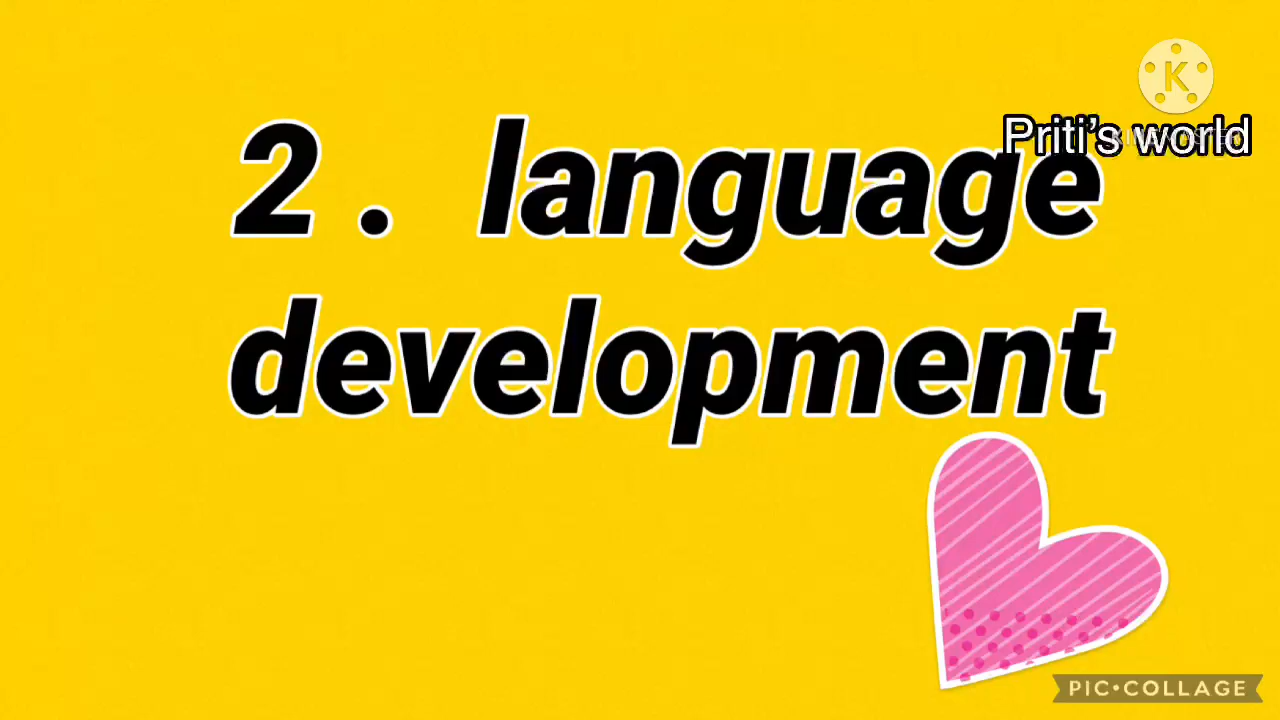 K
Priti's world
2 . language
development
PIC•COLLAGE